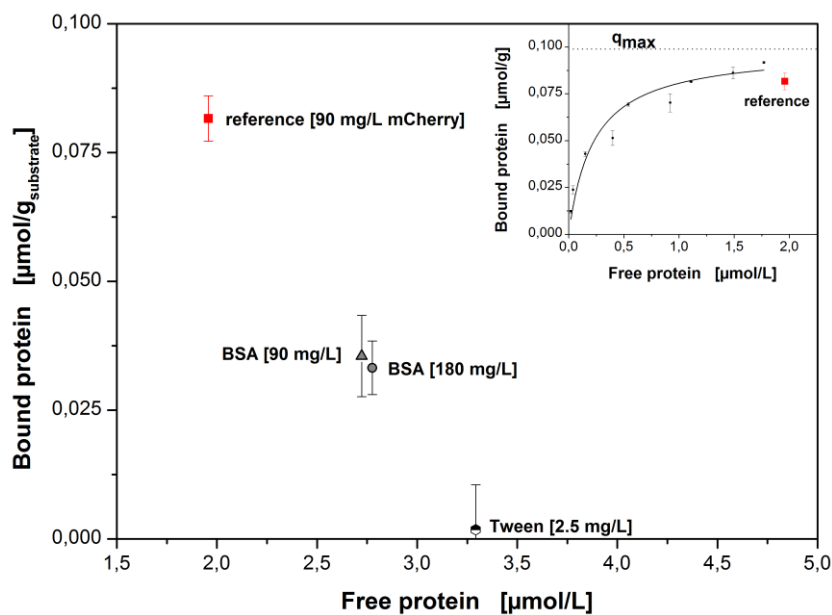 0,100
0,075
0,050
0,025
0,000
Bound protein [µmol/g substrate]
1,5 2,0 2,5 3,0 3,5 4,0 4,5 5,0
Free protein [µmol/L]
reference [90 mg/L mCherry]
BSA [90 mg/L]
BSA [180 mg/L]
Tween [2.5 mg/L]
qmax
0,100
0,075
0,050
0,025
0,000
Bound protein [µmol/g]
reference
0,0 0,5 1,0 1,5 2,0
Free protein [µmol/L]